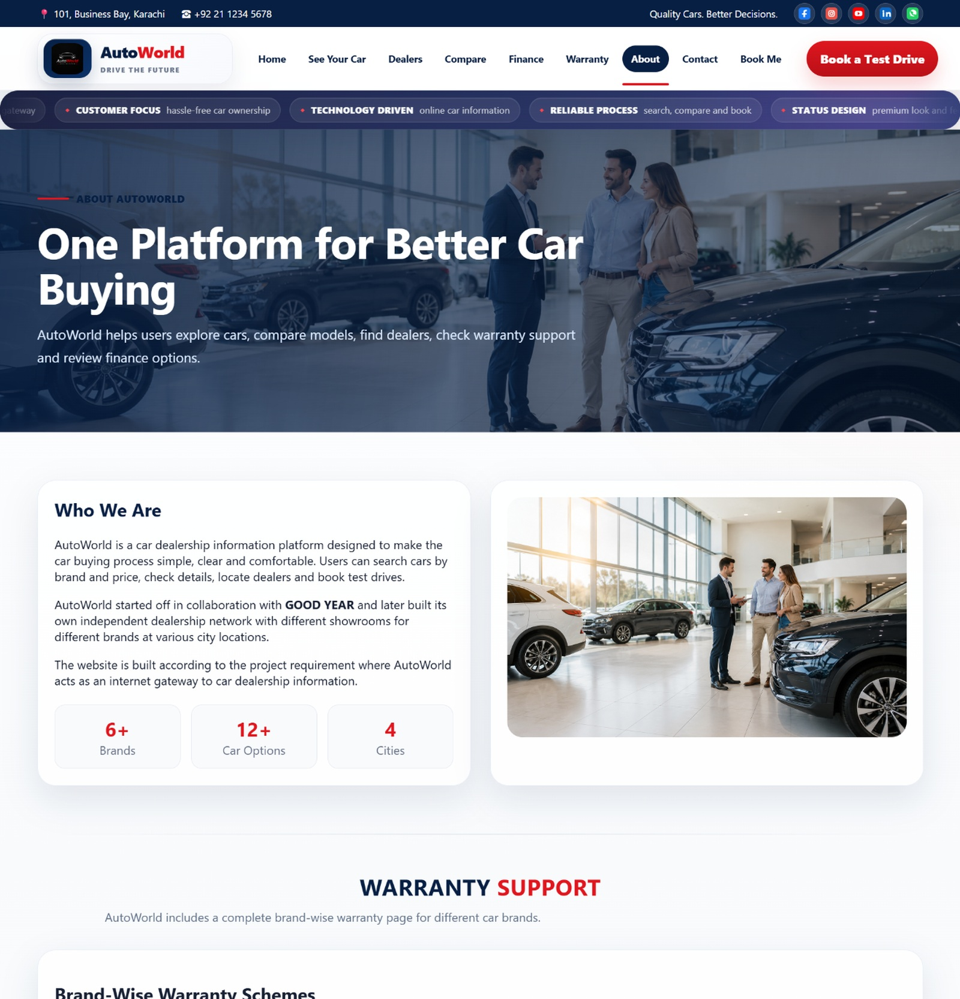 101, Business Bay, Karachi
+92 21 1234 5678
Quality Cars. Better Decisions.
AutoWorld
AutoWorld
DRIVE THE FUTURE
Home
See Your Car
Dealers
Compare
Finance
Warranty
About
Contact
Book Me
Book a Test Drive
gateway
CUSTOMER FOCUS hassle-free car ownership
TECHNOLOGY DRIVEN online car information
RELIABLE PROCESS search, compare and book
STATUS DESIGN premium look and
ABOUT AUTOWORLD
One Platform for Better Car
Buying
AutoWorld helps users explore cars, compare models, find dealers, check warranty support
and review finance options.
Who We Are
AutoWorld is a car dealership information platform designed to make the
car buying process simple, clear and comfortable. Users can search cars by
brand and price, check details, locate dealers and book test drives.
AutoWorld started off in collaboration with GOOD YEAR and later built its
own independent dealership network with different showrooms for
different brands at various city locations.
The website is built according to the project requirement where AutoWorld
acts as an internet gateway to car dealership information.
6+
Brands
12+
Car Options
4
Cities
WARRANTY SUPPORT
AutoWorld includes a complete brand-wise warranty page for different car brands.
Brand-Wise Warranty Schemes